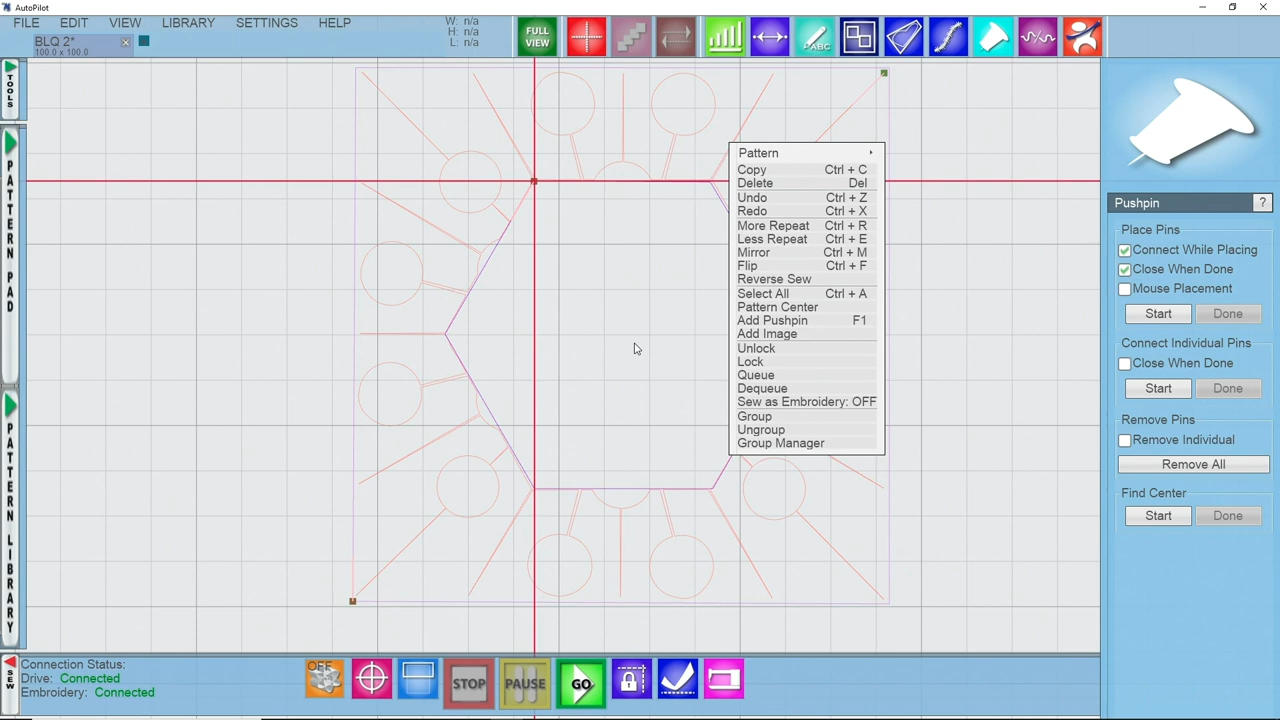 AutoPilot
FILE EDIT VIEW LIBRARY SETTINGS HELP
W: n/a
H: n/a
L: n/a
FULL VIEW
ABC
BLQ 2*
100.0 x 100.0
TOOLS
PATTERN PAD
PATTERN LIBRARY
SEW
Pattern
Copy Ctrl + C
Delete Del
Undo Ctrl + Z
Redo Ctrl + X
More Repeat Ctrl + R
Less Repeat Ctrl + E
Mirror Ctrl + M
Flip Ctrl + F
Reverse Sew
Select All Ctrl + A
Pattern Center
Add Pushpin F1
Add Image
Unlock
Lock
Queue
Dequeue
Sew as Embroidery: OFF
Group
Ungroup
Group Manager
Pushpin ?
Place Pins
Connect While Placing
Close When Done
Mouse Placement
Start Done
Connect Individual Pins
Close When Done
Start Done
Remove Pins
Remove Individual
Remove All
Find Center
Start Done
Connection Status:
Drive: Connected
Embroidery: Connected
OFF
STOP
PAUSE
GO